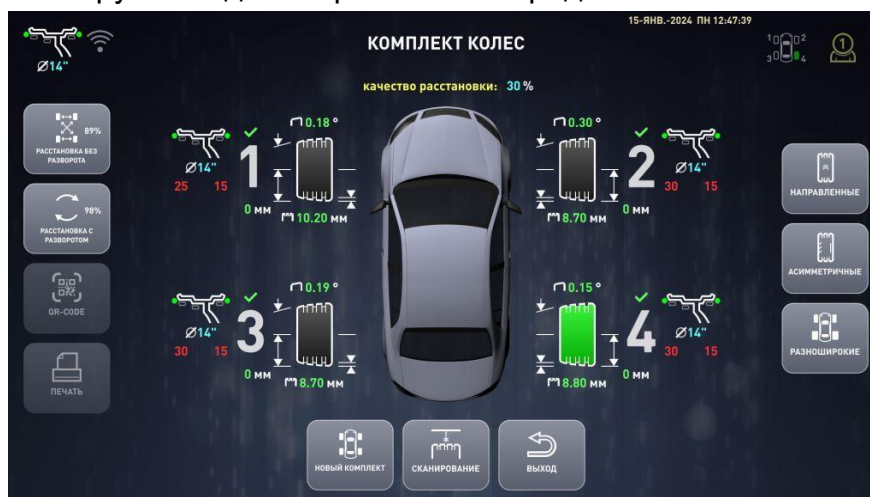 15-ЯНВ.-2024 ПН 12:47:39
КОМПЛЕКТ КОЛЕС
Ø14"
1 2
3 4
1
качество расстановки: 30 %
89%
РАССТАНОВКА БЕЗ
РАЗВОРОТА
98%
РАССТАНОВКА С
РАЗВОРОТОМ
QR-CODE
ПЕЧАТЬ
0.18 °
Ø14"
1
25 15
0 мм
10.20 мм
0.30 °
2
Ø14"
30 15
0 мм
8.70 мм
0.19 °
Ø14"
3
30 15
0 мм
8.70 мм
0.15 °
4
Ø14"
30 15
0 мм
8.80 мм
НАПРАВЛЕННЫЕ
АСИММЕТРИЧНЫЕ
РАЗНОШИРОКИЕ
НОВЫЙ КОМПЛЕКТ
СКАНИРОВАНИЕ
ВЫХОД